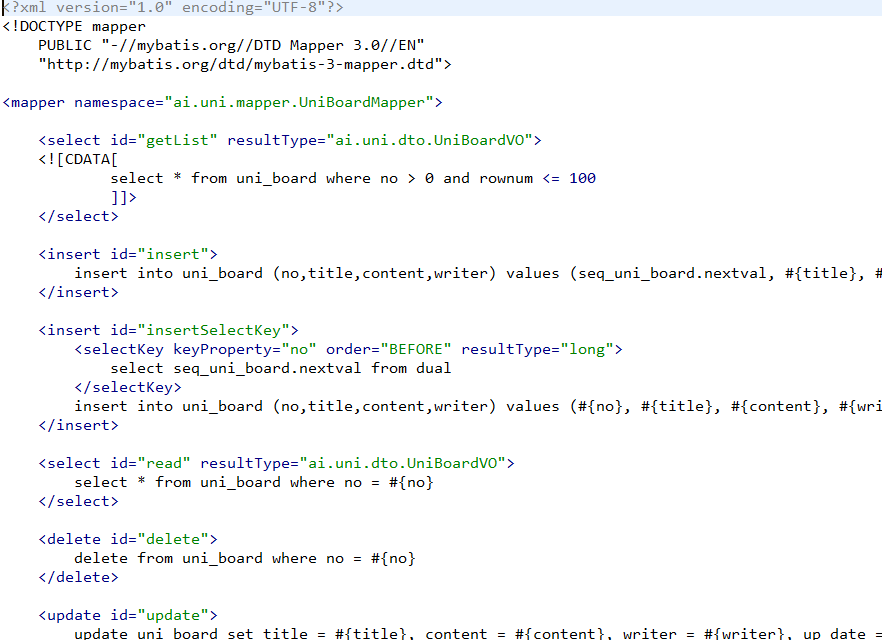 <?xml version="1.0" encoding="UTF-8"?>
<!DOCTYPE mapper
PUBLIC "-//mybatis.org//DTD Mapper 3.0//EN"
"http://mybatis.org/dtd/mybatis-3-mapper.dtd">
<mapper namespace="ai.uni.mapper.UniBoardMapper">
<select id="getList" resultType="ai.uni.dto.UniBoardVO">
<![CDATA[
select * from uni_board where no > 0 and rownum <= 100
]]>
</select>
<insert id="insert">
insert into uni_board (no,title,content,writer) values (seq_uni_board.nextval, #{title}, #
</insert>
<insert id="insertSelectKey">
<selectKey keyProperty="no" order="BEFORE" resultType="long">
select seq_uni_board.nextval from dual
</selectKey>
insert into uni_board (no,title,content,writer) values (#{no}, #{title}, #{content}, #{wri
</insert>
<select id="read" resultType="ai.uni.dto.UniBoardVO">
select * from uni_board where no = #{no}
</select>
<delete id="delete">
delete from uni_board where no = #{no}
</delete>
<update id="update">
update uni_board set title = #{title}, content = #{content}, writer = #{writer}, up_date =